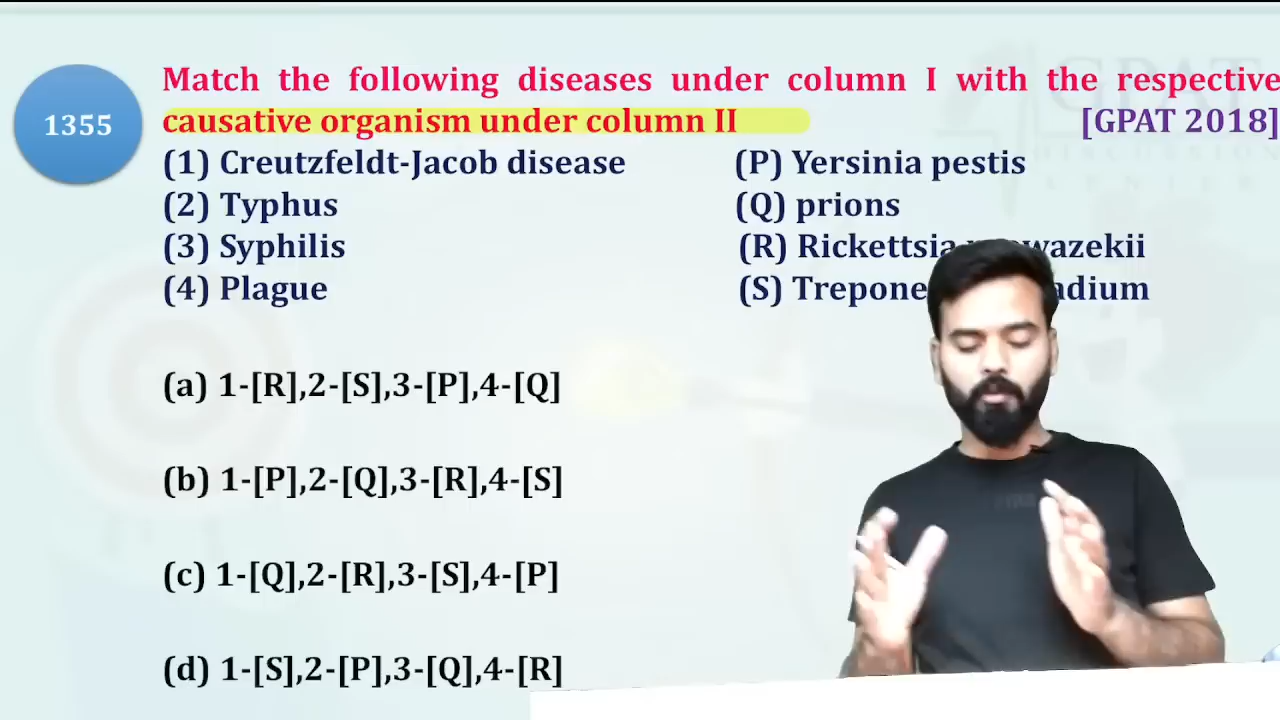 1355
Match the following diseases under column I with the respective
causative organism under column II [GPAT 2018]
(1) Creutzfeldt-Jacob disease (P) Yersinia pestis
(2) Typhus (Q) prions
(3) Syphilis (R) Rickettsia
(4) Plague (S)
(a) 1-[R],2-[S],3-[P],4-[Q]
(b) 1-[P],2-[Q],3-[R],4-[S]
(c) 1-[Q],2-[R],3-[S],4-[P]
(d) 1-[S],2-[P],3-[Q],4-[R]